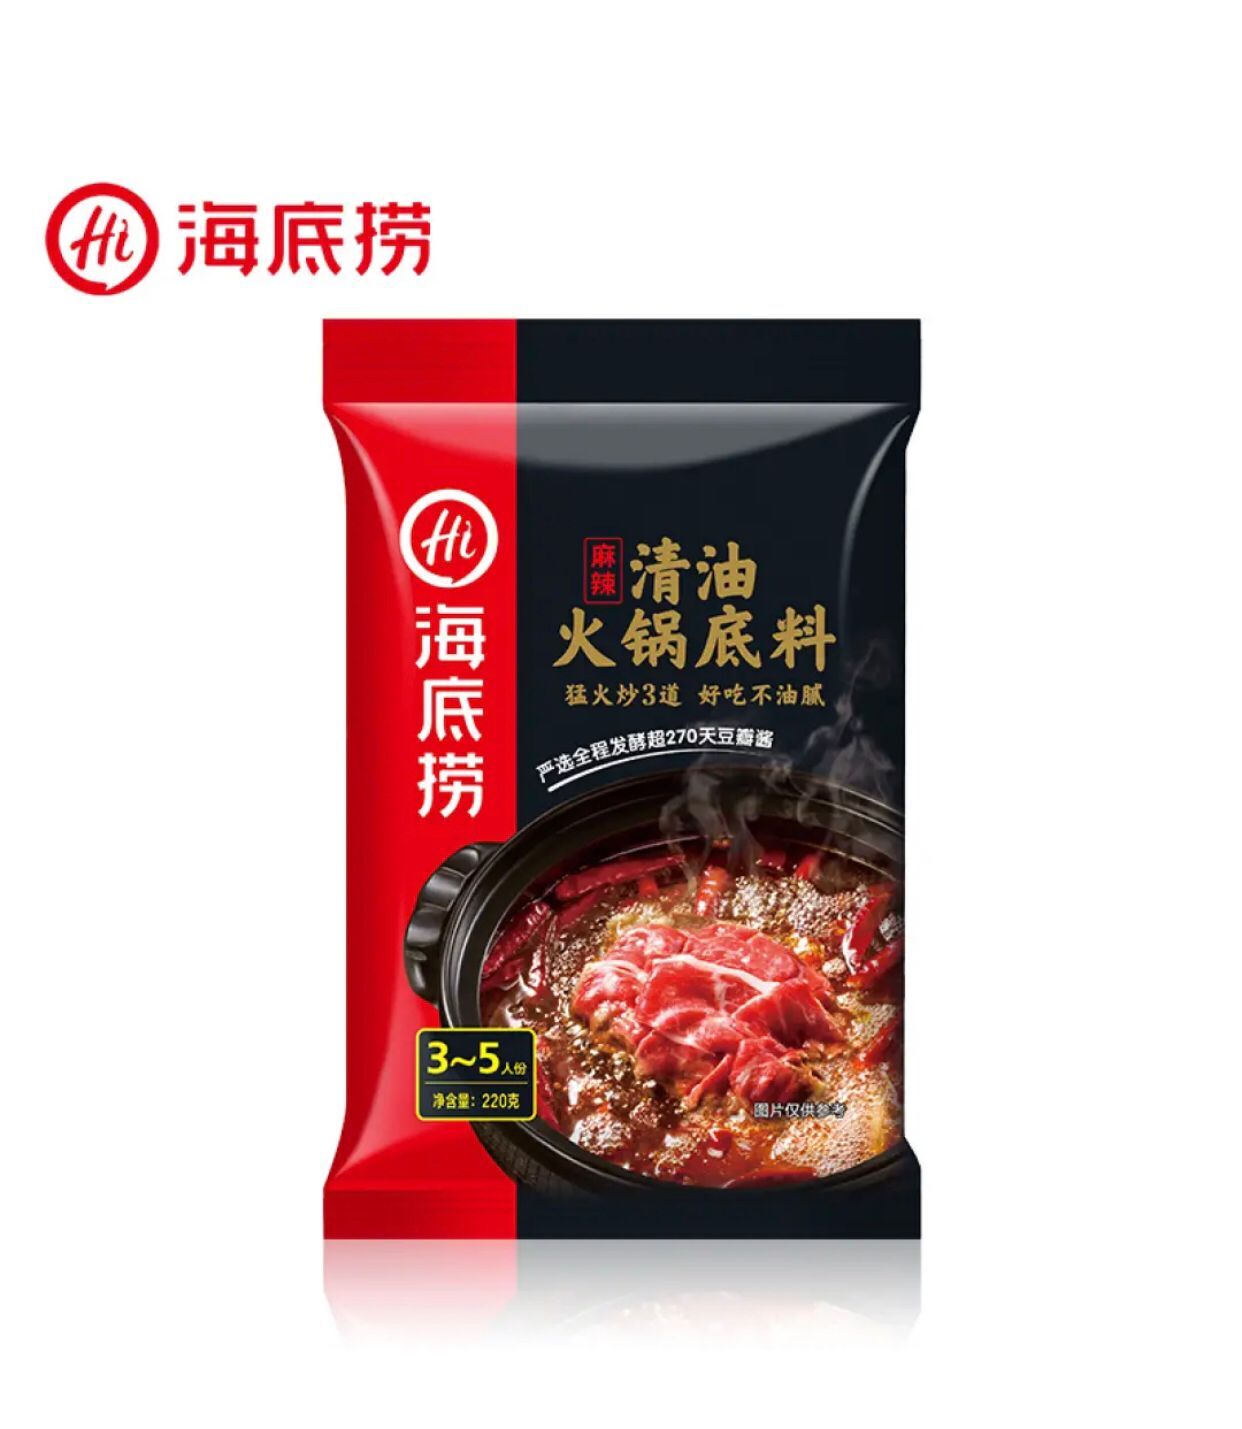 Hi 海底捞
Hi
海底捞
麻辣
清油
火锅底料
猛火炒3道 好吃不油腻
严选全程发酵超270天豆瓣酱
3~5人份
净含量：220克
图片仅供参考